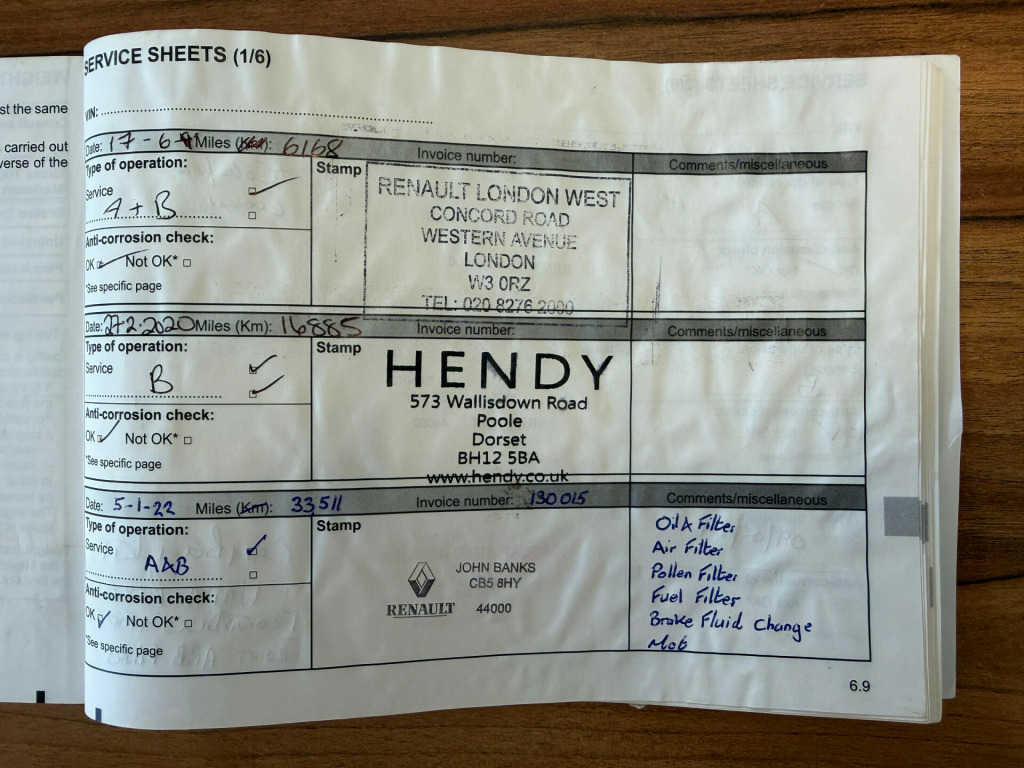 st the same
carried out
verse of the
SERVICE SHEETS (1/6)
VIN:
Date: 17-6- Miles (Km): 6168 Invoice number: Comments/miscellaneous
Type of operation:
Service
A + B
Anti-corrosion check:
OK Not OK*
*See specific page
Stamp
RENAULT LONDON WEST
CONCORD ROAD
WESTERN AVENUE
LONDON
W3 0RZ
TEL: 020 8276 2000
Date: 27.2.2020 Miles (Km): 16885 Invoice number: Comments/miscellaneous
Type of operation:
Service
B
Anti-corrosion check:
OK Not OK*
*See specific page
Stamp
HENDY
573 Wallisdown Road
Poole
Dorset
BH12 5BA
www.hendy.co.uk
Date: 5-1-22 Miles (Km): 33511 Invoice number: 130015 Comments/miscellaneous
Type of operation:
Service
A&B
Anti-corrosion check:
OK Not OK*
*See specific page
Stamp
JOHN BANKS
CB5 8HY
RENAULT 44000
Oil & Filter
Air Filter
Pollen Filter
Fuel Filter
Brake Fluid Change
Mob
6.9